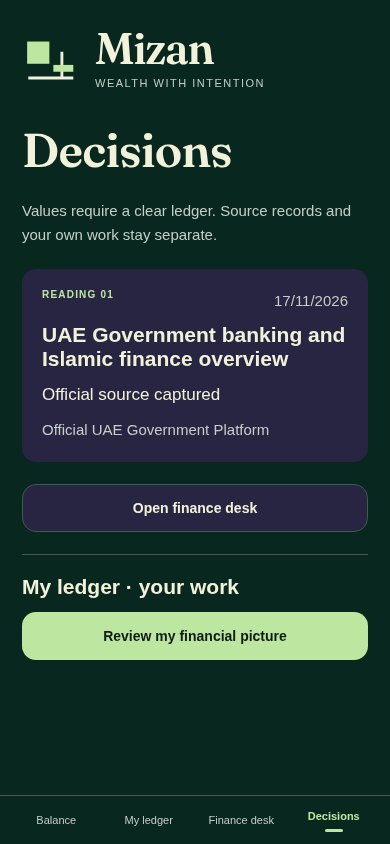 Mizan
WEALTH WITH INTENTION
Decisions
Values require a clear ledger. Source records and
your own work stay separate.
READING 01
17/11/2026
UAE Government banking and
Islamic finance overview
Official source captured
Official UAE Government Platform
Open finance desk
My ledger · your work
Review my financial picture
Balance
My ledger
Finance desk
Decisions